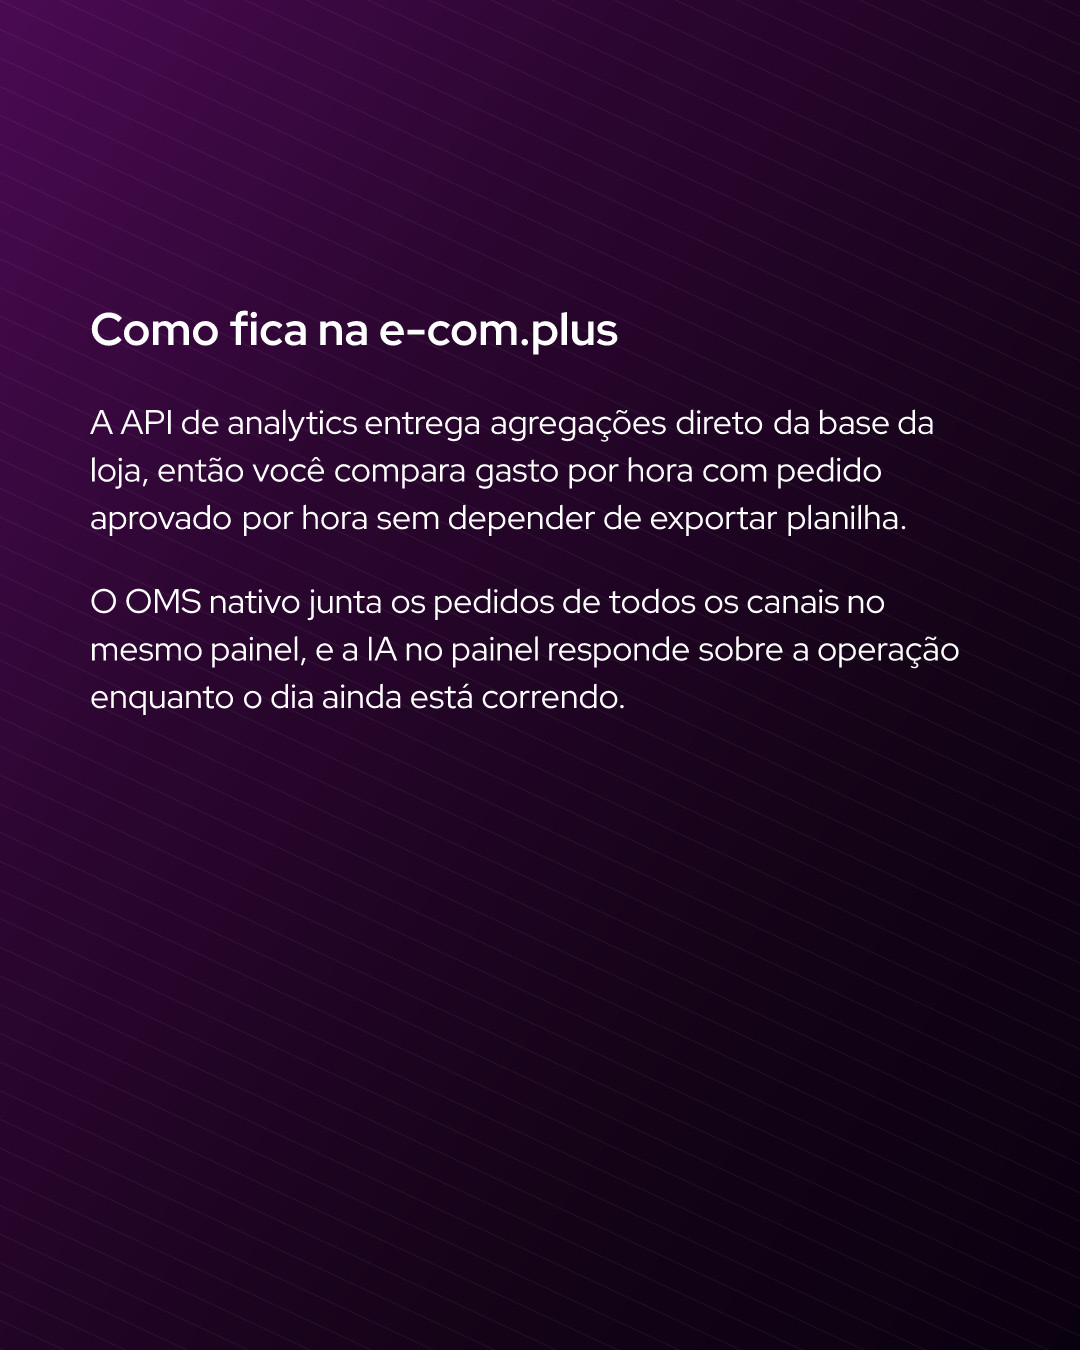 Como fica na e-com.plus
A API de analytics entrega agregações direto da base da
loja, então você compara gasto por hora com pedido
aprovado por hora sem depender de exportar planilha.
O OMS nativo junta os pedidos de todos os canais no
mesmo painel, e a IA no painel responde sobre a operação
enquanto o dia ainda está correndo.